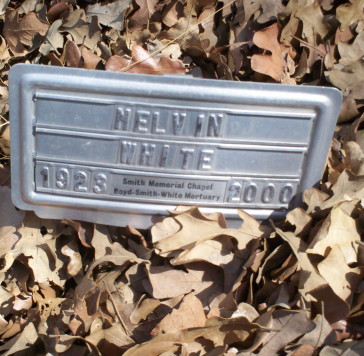 MELVIN
WHITE
1923 Smith Memorial Chapel 2000
Boyd-Smith-White Mortuary